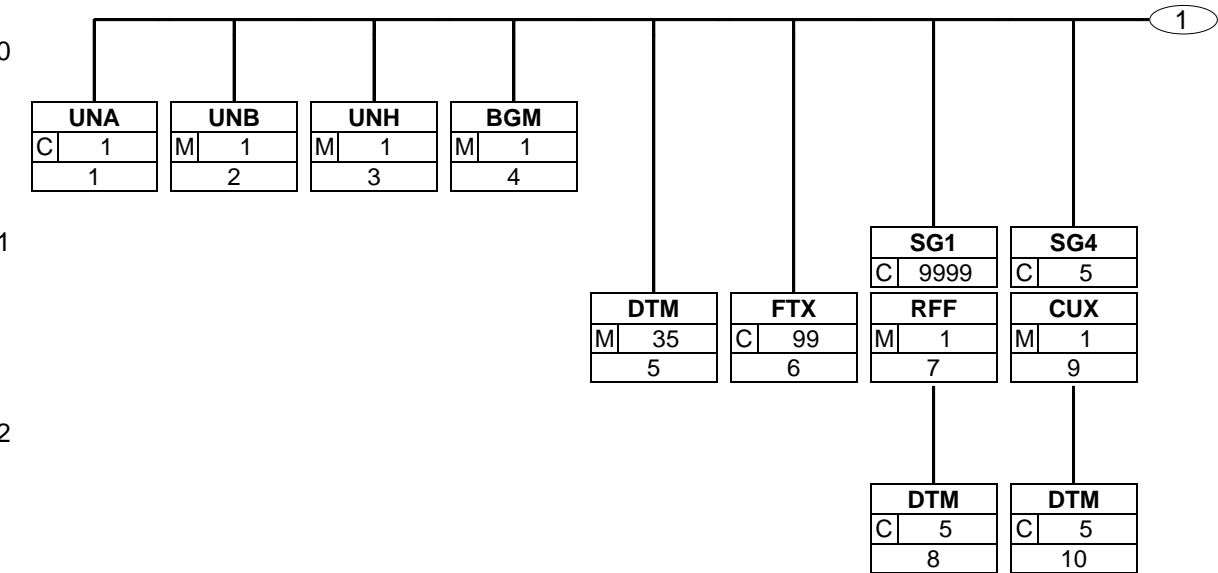 1
0
UNA UNB UNH BGM
C 1 M 1 M 1 M 1
1 2 3 4
1
SG1 SG4
C 9999 C 5
DTM FTX RFF CUX
M 35 C 99 M 1 M 1
5 6 7 9
2
DTM DTM
C 5 C 5
8 10